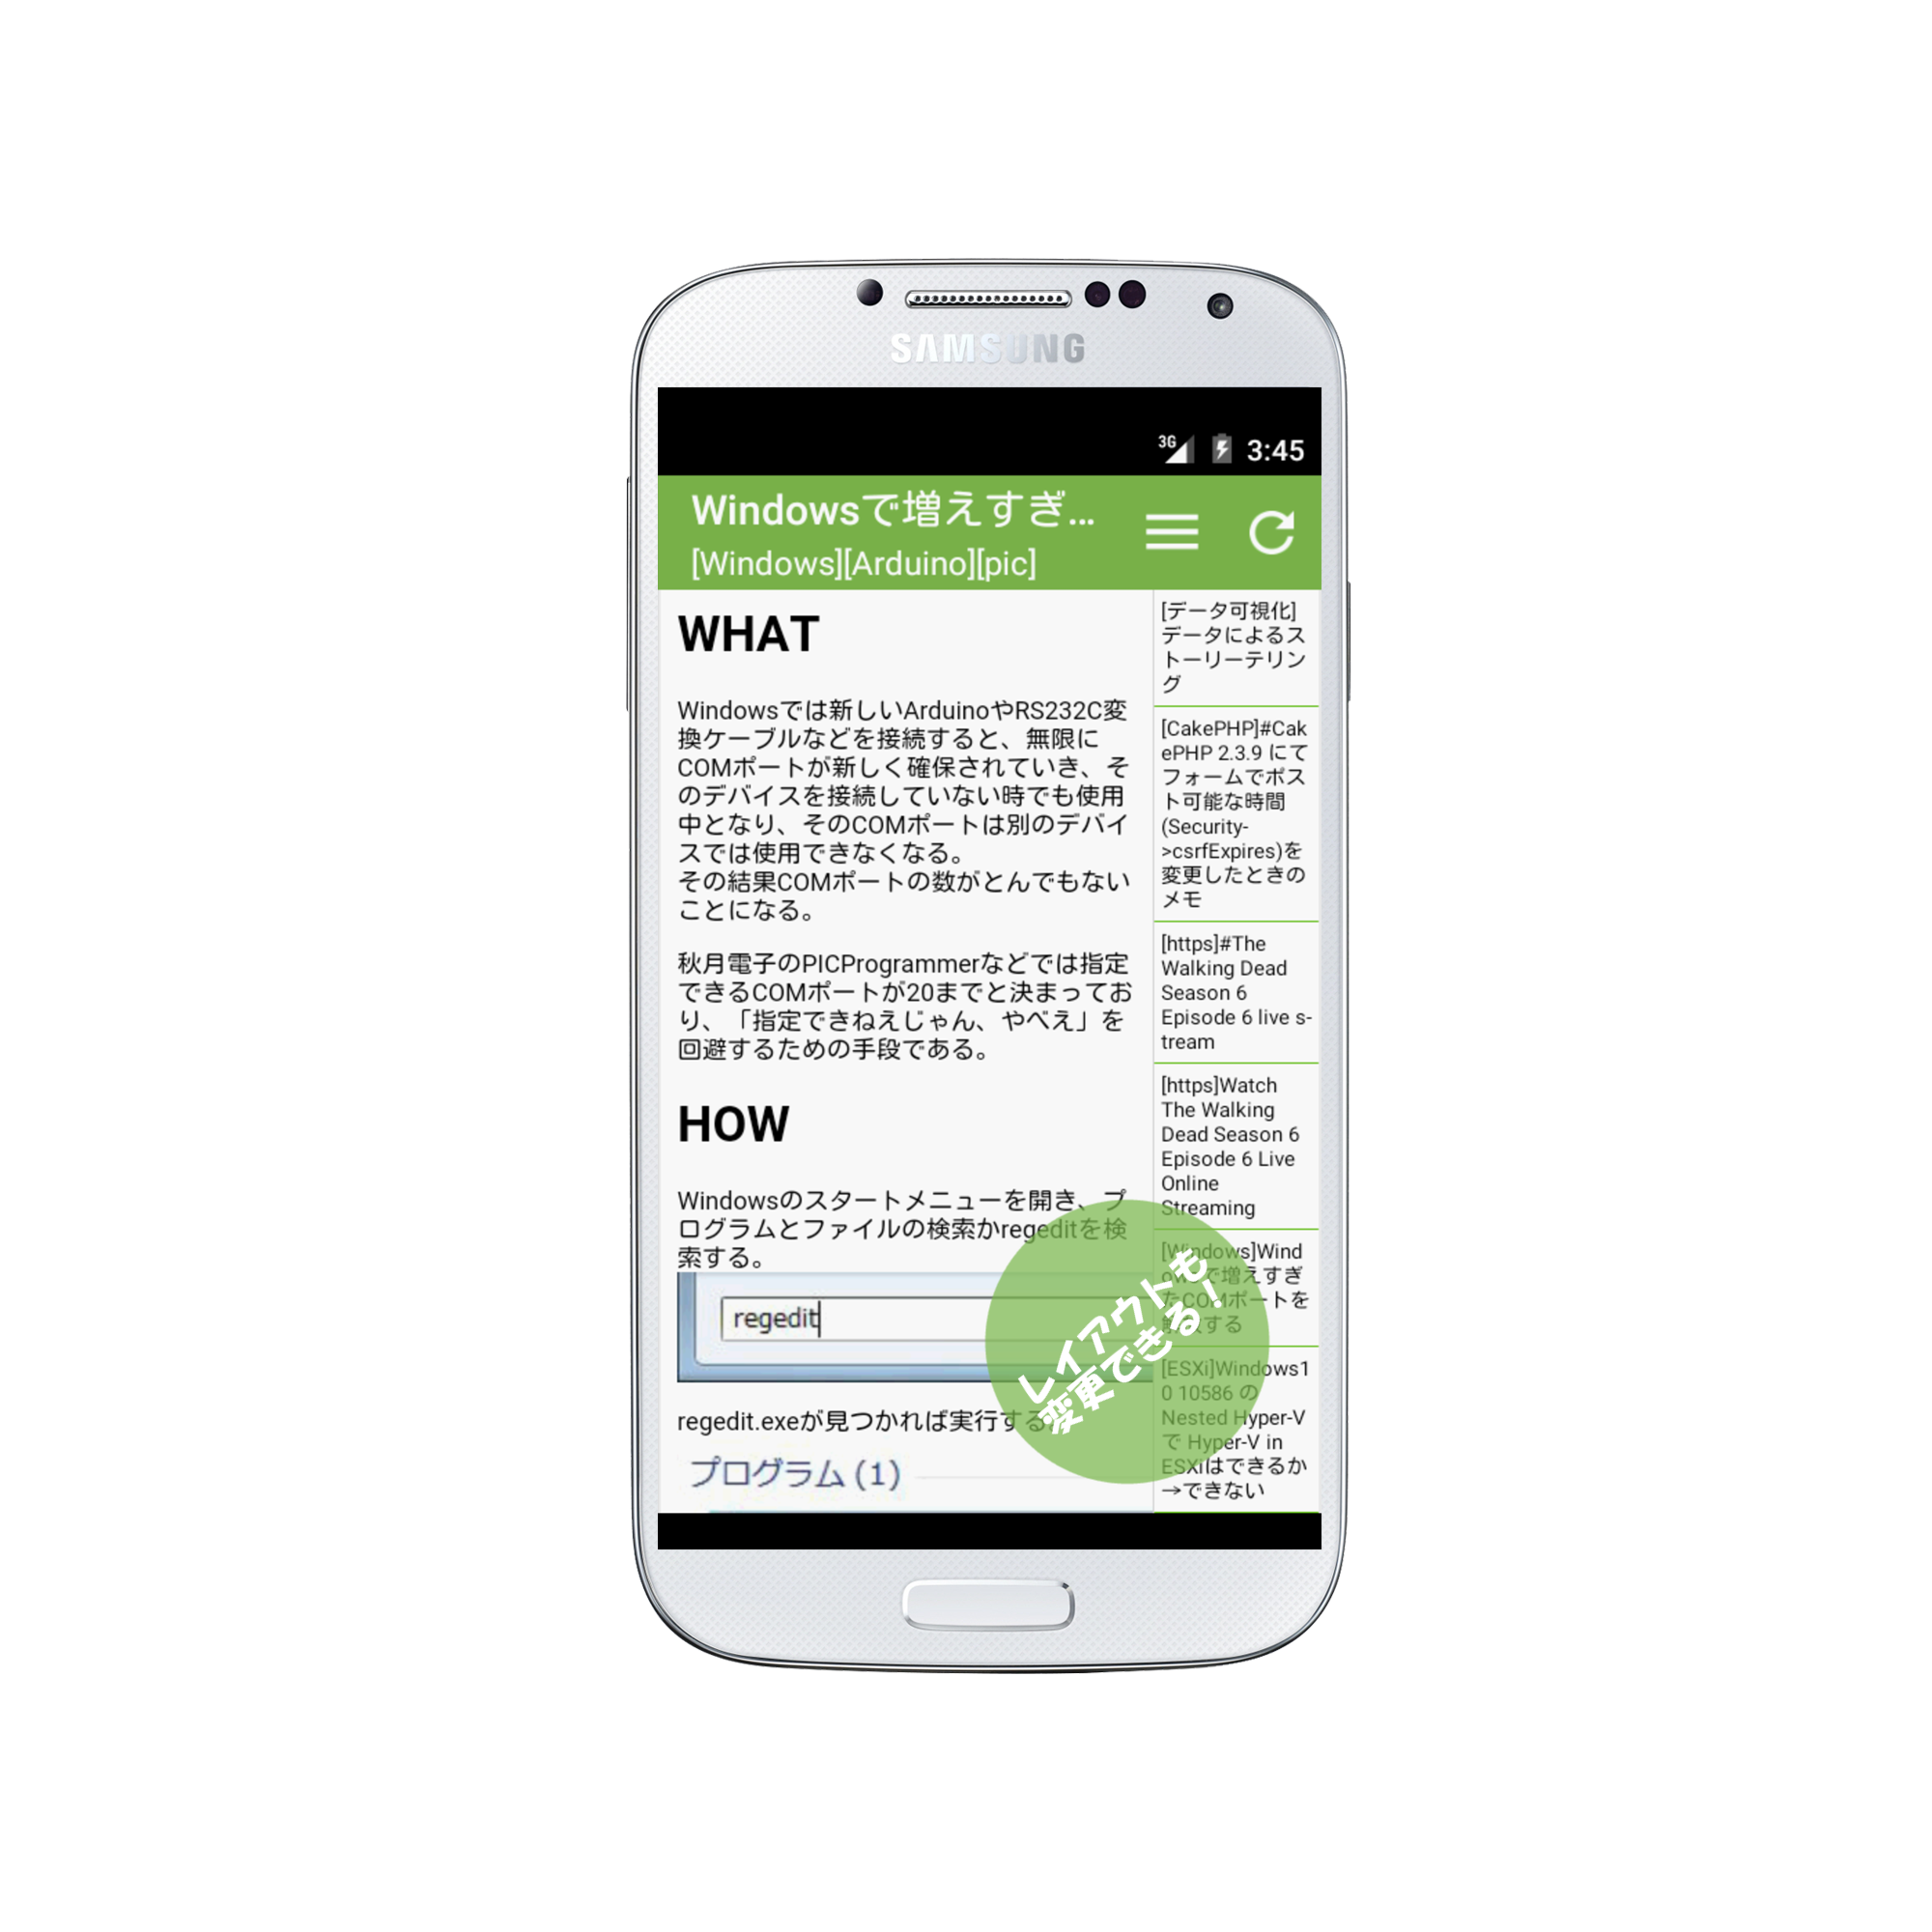 SAMSUNG
3G
3:45
Windowsで増えすぎ...
[Windows][Arduino][pic]
WHAT
Windowsでは新しいArduinoやRS232C変
換ケーブルなどを接続すると、無限に
COMポートが新しく確保されていき、そ
のデバイスを接続していない時でも使用
中となり、そのCOMポートは別のデバイ
スでは使用できなくなる。
その結果COMポートの数がとんでもない
ことになる。
秋月電子のPICProgrammerなどでは指定
できるCOMポートが20までと決まってお
り、「指定できねえじゃん、やべえ」を
回避するための手段である。
HOW
Windowsのスタートメニューを開き、プ
ログラムとファイルの検索かregeditを検
索する。
regedit
regedit.exeが見つかれば実行する。
プログラム (1)
[データ可視化]
データによるス
トーリーテリン
グ
[CakePHP]#Cak
ePHP 2.3.9 にて
フォームでポス
ト可能な時間
(Security-
>csrfExpires)を
変更したときの
メモ
[https]#The
Walking Dead
Season 6
Episode 6 live s-
tream
[https]Watch
The Walking
Dead Season 6
Episode 6 Live
Online
Streaming
[Windows]Wind
owsで増えすぎ
たCOMポートを
する
[ESXi]Windows1
0 10586 の
Nested Hyper-V
で Hyper-V in
ESXiはできるか
→できない
レイアウトも
変更できる!